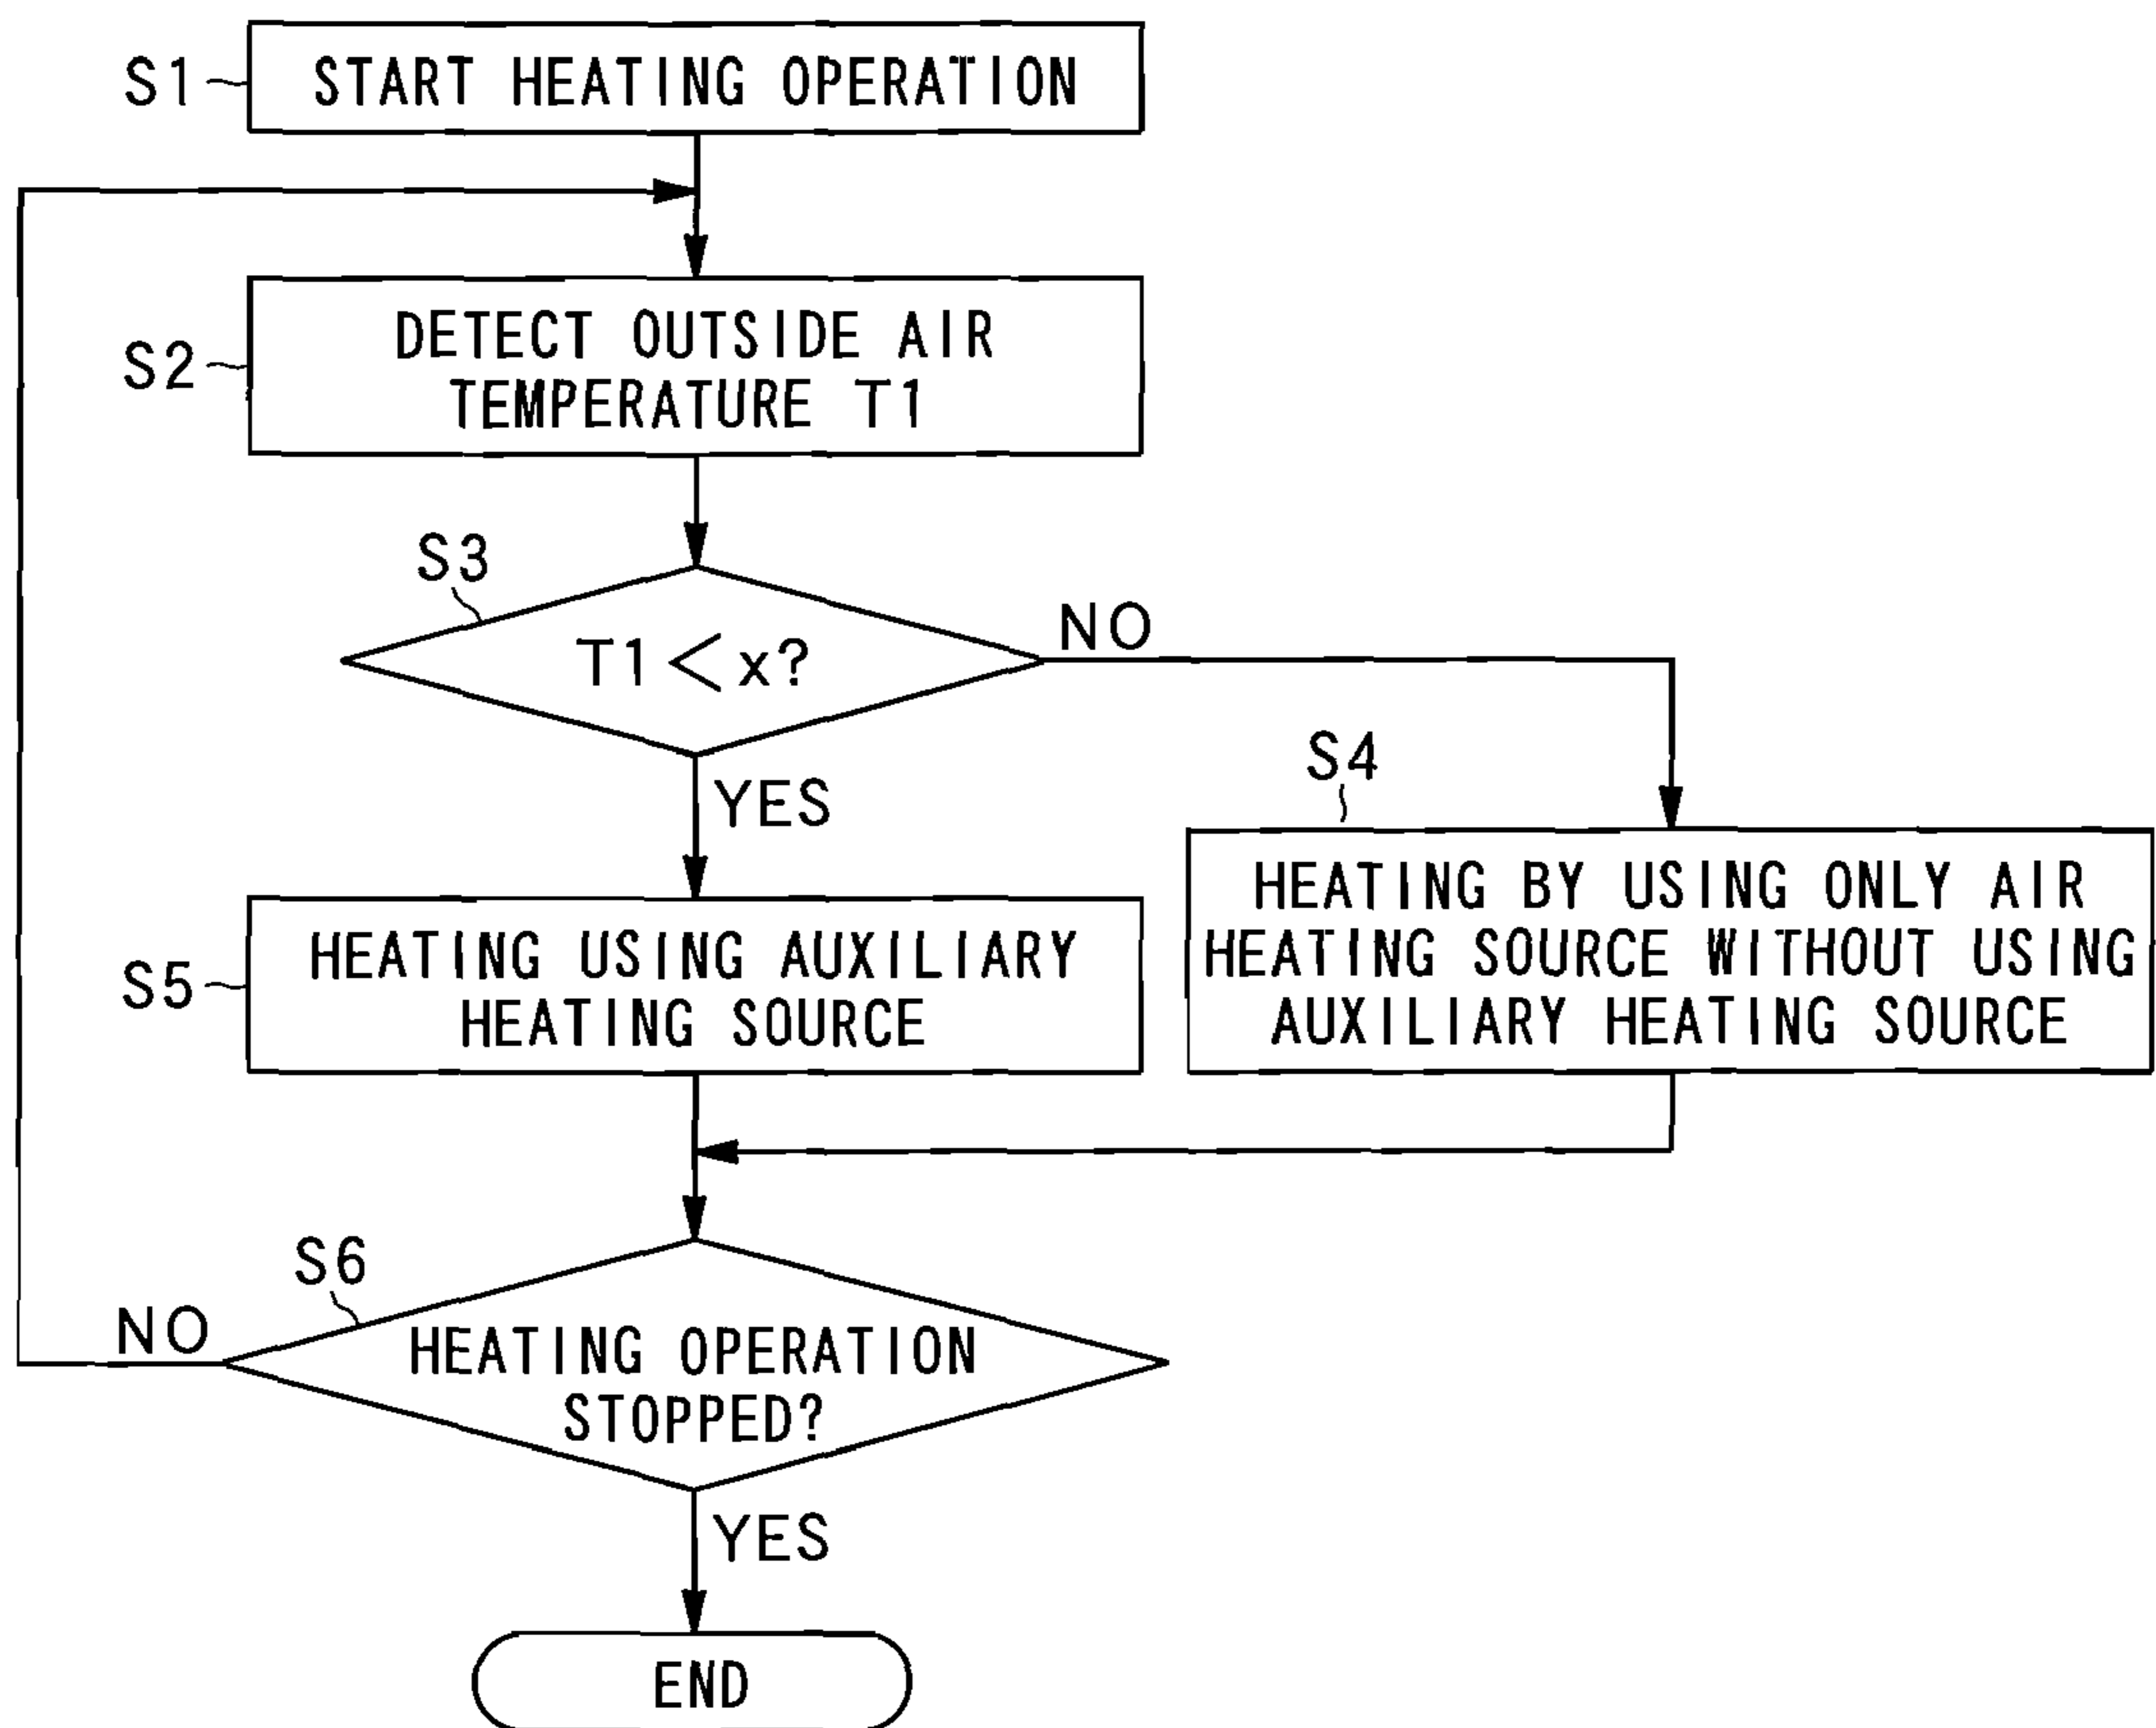 S1
START HEATING OPERATION
S2
DETECT OUTSIDE AIR
TEMPERATURE T1
S3
T1<x?
NO
YES
S4
HEATING BY USING ONLY AIR
HEATING SOURCE WITHOUT USING
AUXILIARY HEATING SOURCE
S5
HEATING USING AUXILIARY
HEATING SOURCE
S6
NO
HEATING OPERATION
STOPPED?
YES
END